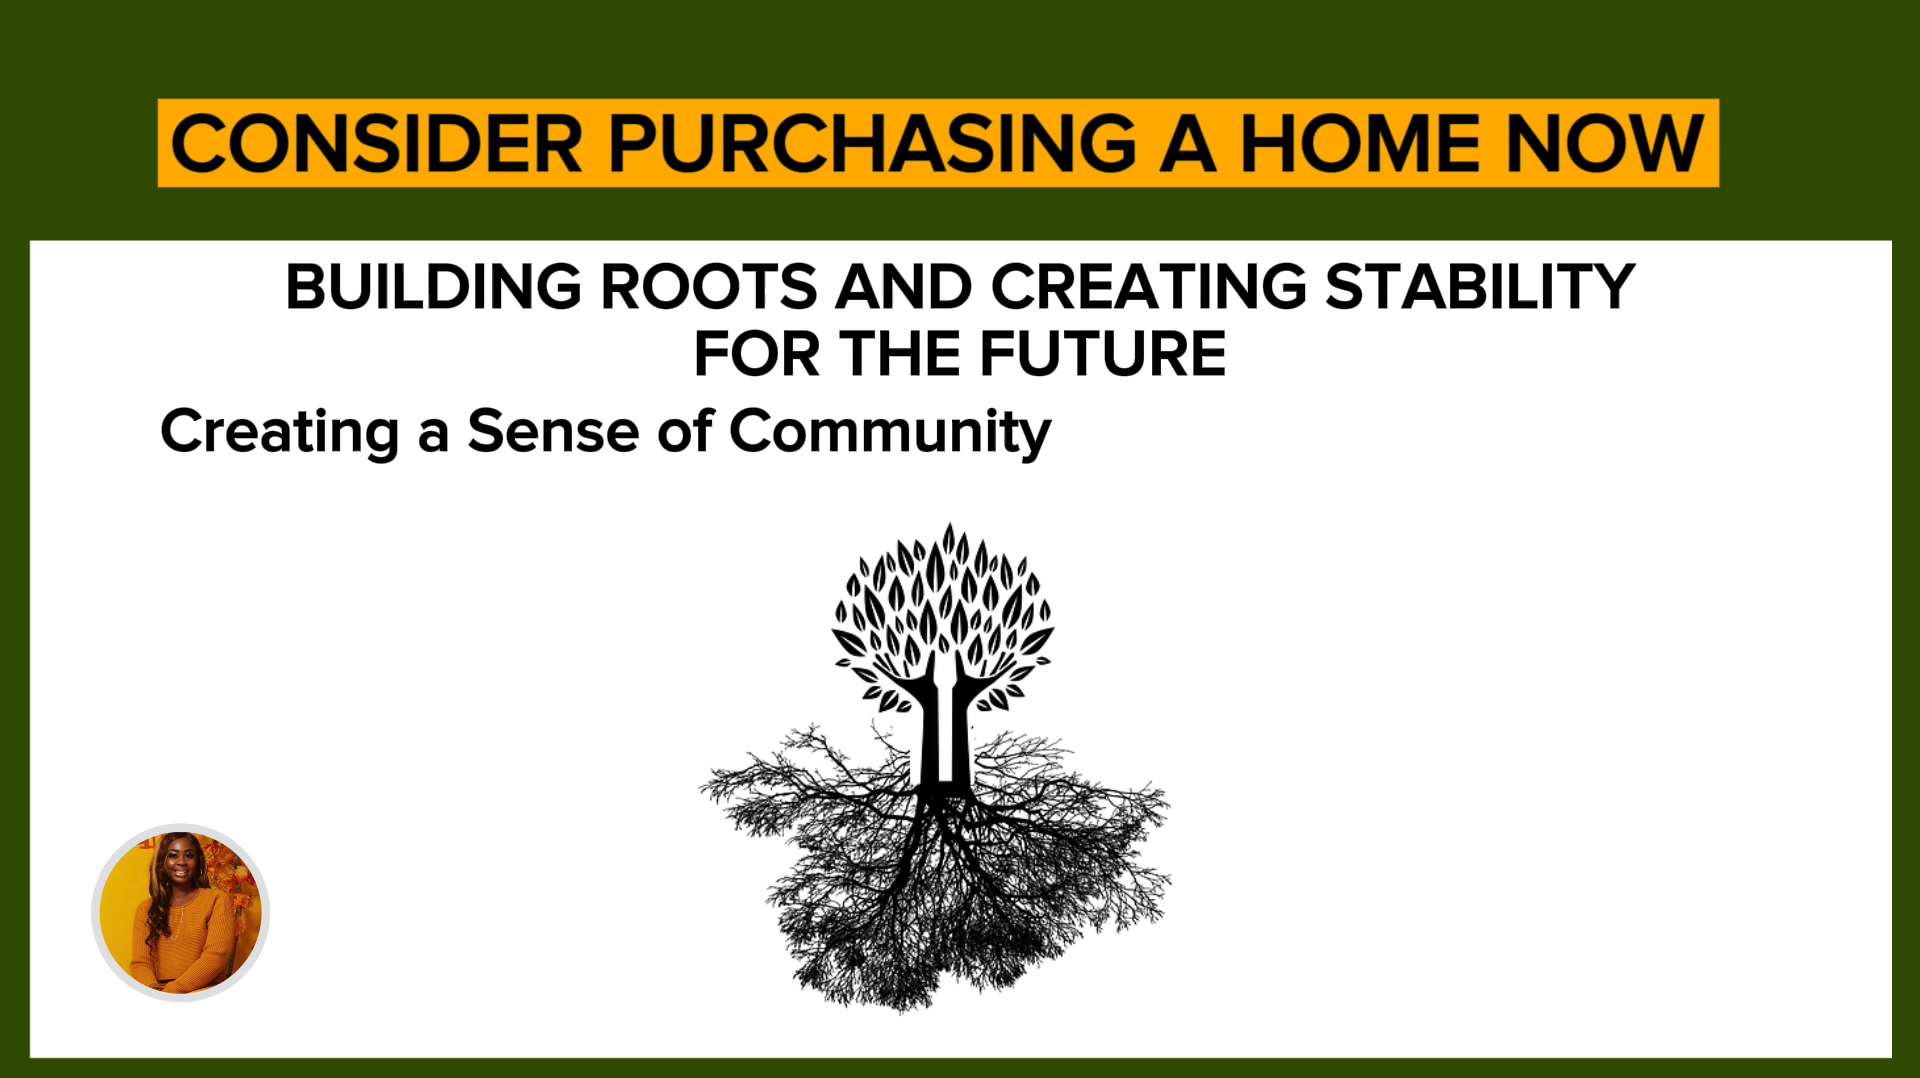 CONSIDER PURCHASING A HOME NOW
BUILDING ROOTS AND CREATING STABILITY
FOR THE FUTURE
Creating a Sense of Community